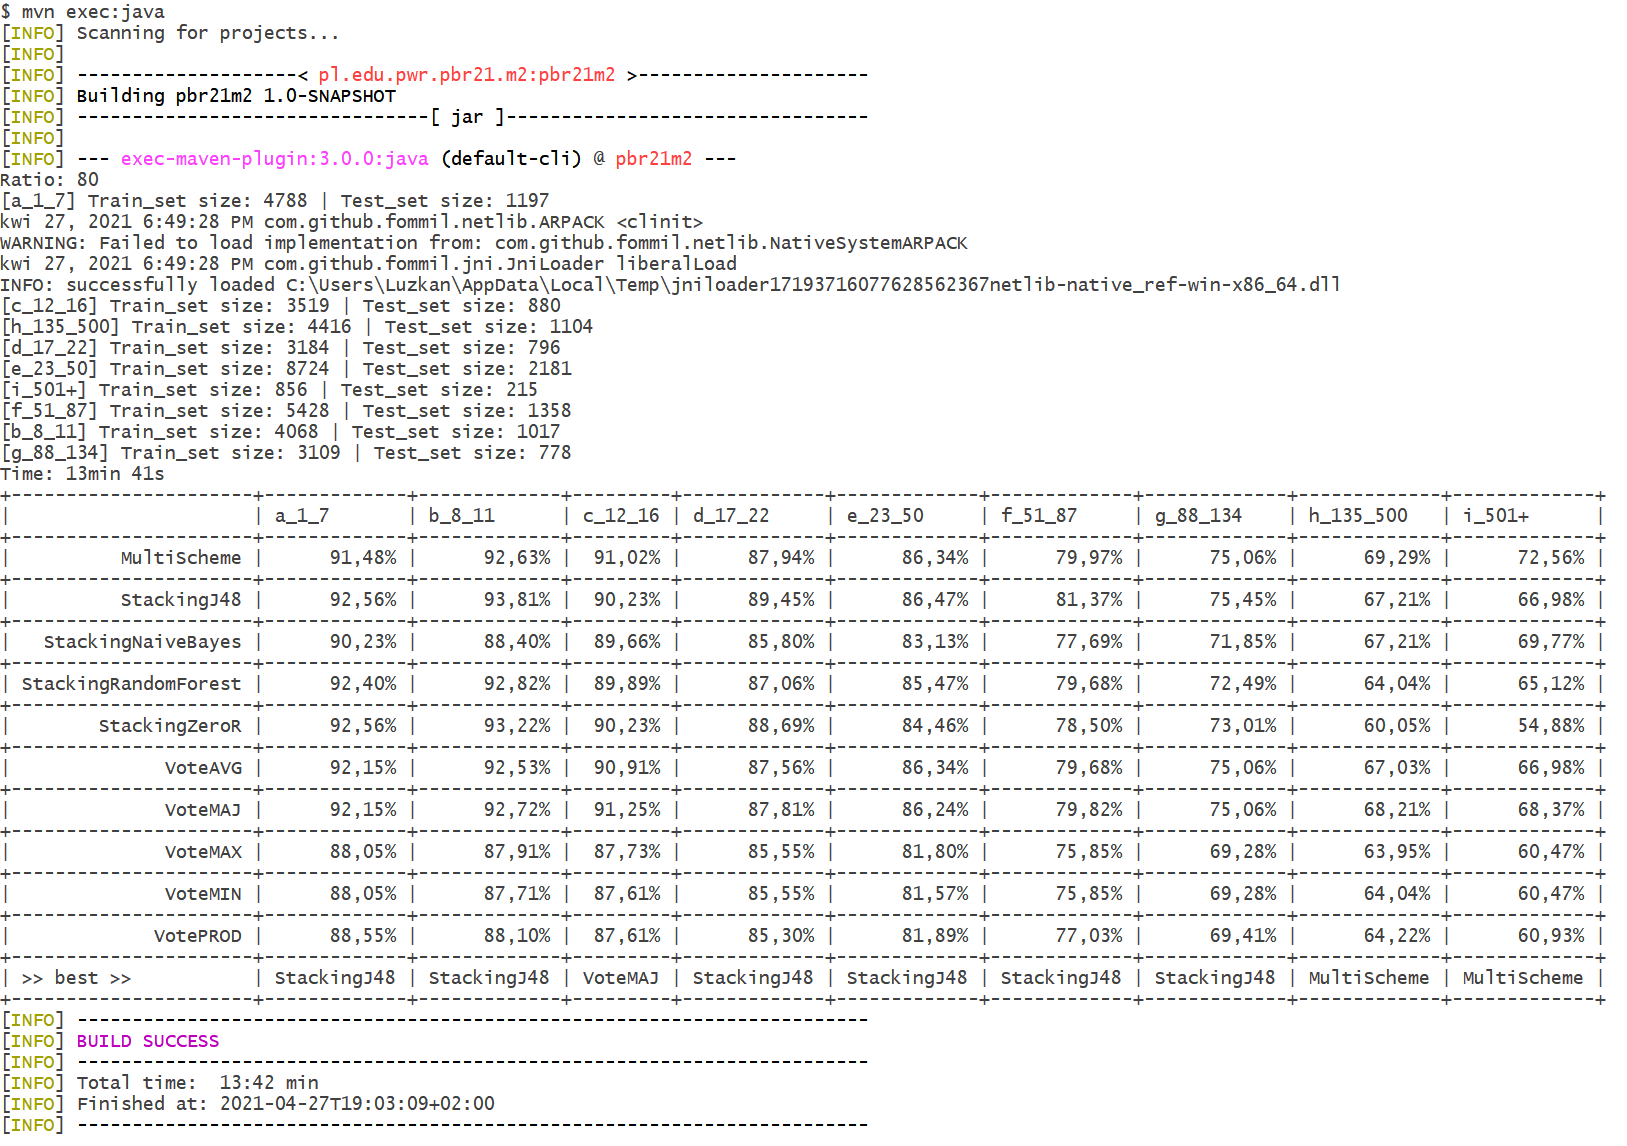 $ mvn exec:java
[INFO] Scanning for projects...
[INFO]
[INFO] --------------------< pl.edu.pwr.pbr21.m2:pbr21m2 >---------------------
[INFO] Building pbr21m2 1.0-SNAPSHOT
[INFO] --------------------------------[ jar ]---------------------------------
[INFO]
[INFO] --- exec-maven-plugin:3.0.0:java (default-cli) @ pbr21m2 ---
Ratio: 80
[a_1_7] Train_set size: 4788 | Test_set size: 1197
kwi 27, 2021 6:49:28 PM com.github.fommil.netlib.ARPACK <clinit>
WARNING: Failed to load implementation from: com.github.fommil.netlib.NativeSystemARPACK
kwi 27, 2021 6:49:28 PM com.github.fommil.jni.JniLoader liberalLoad
INFO: successfully loaded C:\Users\Luzkan\AppData\Local\Temp\jniloader17193716077628562367netlib-native_ref-win-x86_64.dll
[c_12_16] Train_set size: 3519 | Test_set size: 880
[h_135_500] Train_set size: 4416 | Test_set size: 1104
[d_17_22] Train_set size: 3184 | Test_set size: 796
[e_23_50] Train_set size: 8724 | Test_set size: 2181
[i_501+] Train_set size: 856 | Test_set size: 215
[f_51_87] Train_set size: 5428 | Test_set size: 1358
[b_8_11] Train_set size: 4068 | Test_set size: 1017
[g_88_134] Train_set size: 3109 | Test_set size: 778
Time: 13min 41s
+----------------------+-------------+-------------+----------+-------------+-------------+-------------+-------------+-------------+-------------+
| | a_1_7 | b_8_11 | c_12_16 | d_17_22 | e_23_50 | f_51_87 | g_88_134 | h_135_500 | i_501+ |
+----------------------+-------------+-------------+----------+-------------+-------------+-------------+-------------+-------------+-------------+
| MultiScheme | 91,48% | 92,63% | 91,02% | 87,94% | 86,34% | 79,97% | 75,06% | 69,29% | 72,56% |
+----------------------+-------------+-------------+----------+-------------+-------------+-------------+-------------+-------------+-------------+
| StackingJ48 | 92,56% | 93,81% | 90,23% | 89,45% | 86,47% | 81,37% | 75,45% | 67,21% | 66,98% |
+----------------------+-------------+-------------+----------+-------------+-------------+-------------+-------------+-------------+-------------+
| StackingNaiveBayes | 90,23% | 88,40% | 89,66% | 85,80% | 83,13% | 77,69% | 71,85% | 67,21% | 69,77% |
+----------------------+-------------+-------------+----------+-------------+-------------+-------------+-------------+-------------+-------------+
| StackingRandomForest | 92,40% | 92,82% | 89,89% | 87,06% | 85,47% | 79,68% | 72,49% | 64,04% | 65,12% |
+----------------------+-------------+-------------+----------+-------------+-------------+-------------+-------------+-------------+-------------+
| StackingZeroR | 92,56% | 93,22% | 90,23% | 88,69% | 84,46% | 78,50% | 73,01% | 60,05% | 54,88% |
+----------------------+-------------+-------------+----------+-------------+-------------+-------------+-------------+-------------+-------------+
| VoteAVG | 92,15% | 92,53% | 90,91% | 87,56% | 86,34% | 79,68% | 75,06% | 67,03% | 66,98% |
+----------------------+-------------+-------------+----------+-------------+-------------+-------------+-------------+-------------+-------------+
| VoteMAJ | 92,15% | 92,72% | 91,25% | 87,81% | 86,24% | 79,82% | 75,06% | 68,21% | 68,37% |
+----------------------+-------------+-------------+----------+-------------+-------------+-------------+-------------+-------------+-------------+
| VoteMAX | 88,05% | 87,91% | 87,73% | 85,55% | 81,80% | 75,85% | 69,28% | 63,95% | 60,47% |
+----------------------+-------------+-------------+----------+-------------+-------------+-------------+-------------+-------------+-------------+
| VoteMIN | 88,05% | 87,71% | 87,61% | 85,55% | 81,57% | 75,85% | 69,28% | 64,04% | 60,47% |
+----------------------+-------------+-------------+----------+-------------+-------------+-------------+-------------+-------------+-------------+
| VotePROD | 88,55% | 88,10% | 87,61% | 85,30% | 81,89% | 77,03% | 69,41% | 64,22% | 60,93% |
+----------------------+-------------+-------------+----------+-------------+-------------+-------------+-------------+-------------+-------------+
| >> best >> | StackingJ48 | StackingJ48 | VoteMAJ | StackingJ48 | StackingJ48 | StackingJ48 | StackingJ48 | MultiScheme | MultiScheme |
+----------------------+-------------+-------------+----------+-------------+-------------+-------------+-------------+-------------+-------------+
[INFO] ------------------------------------------------------------------------
[INFO] BUILD SUCCESS
[INFO] ------------------------------------------------------------------------
[INFO] Total time:  13:42 min
[INFO] Finished at: 2021-04-27T19:03:09+02:00
[INFO] ------------------------------------------------------------------------